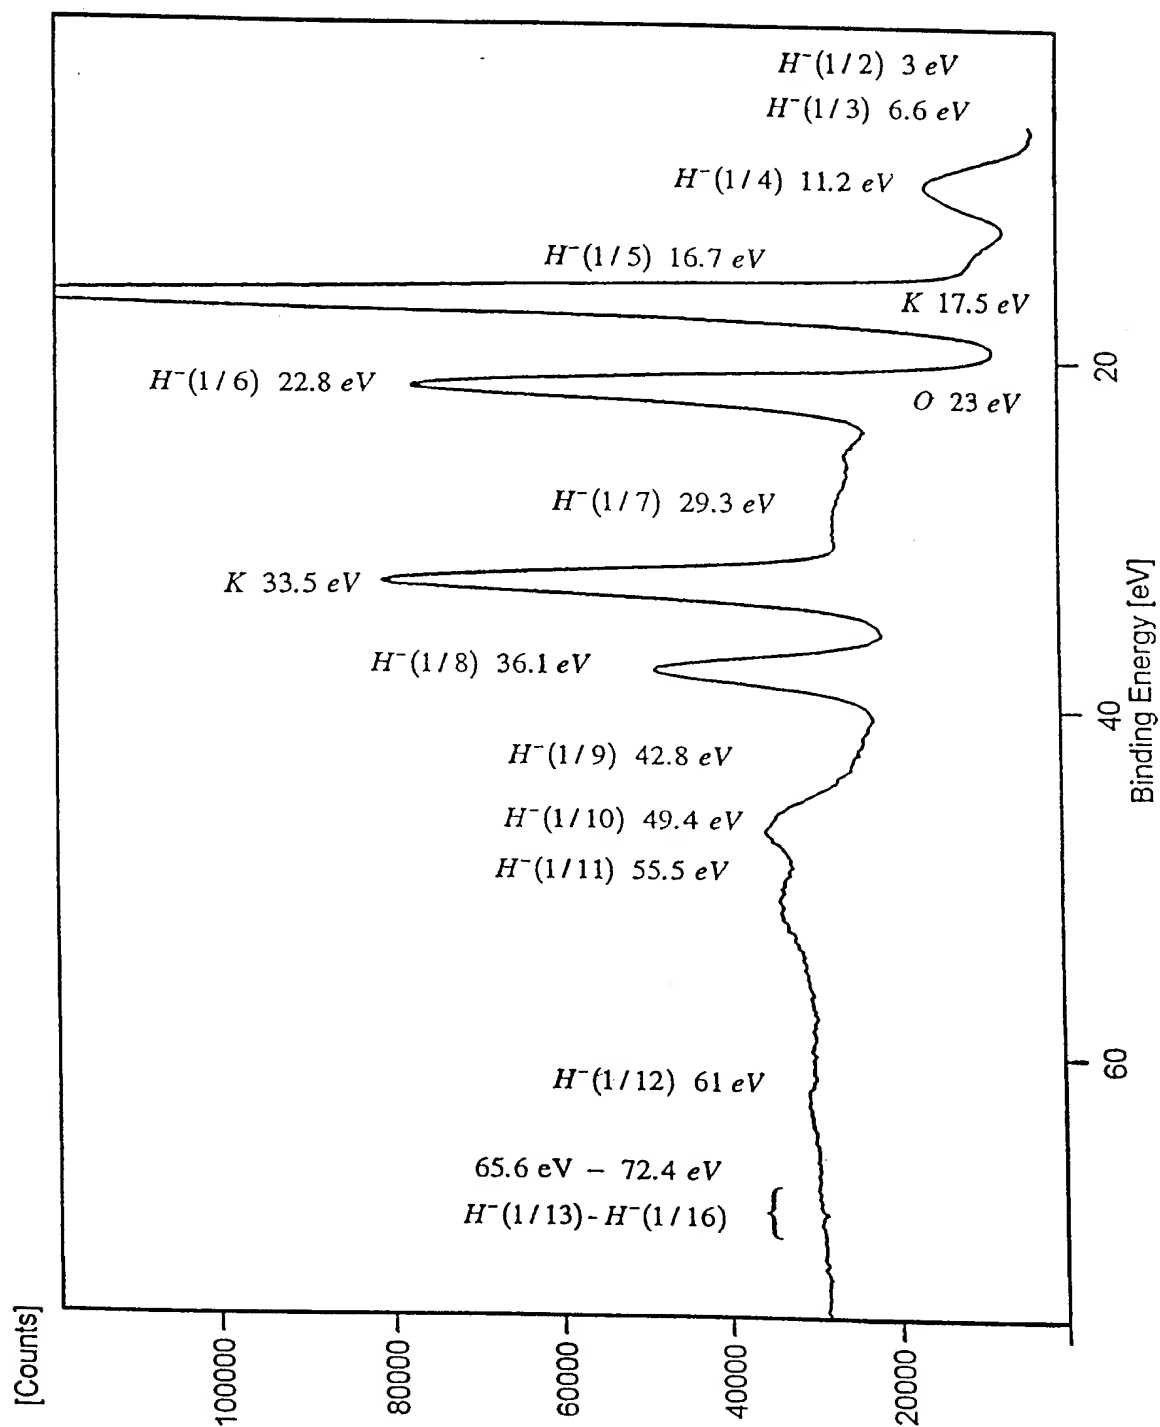 H⁻(1/2) 3 eV
H⁻(1/3) 6.6 eV
H⁻(1/4) 11.2 eV
H⁻(1/5) 16.7 eV
K 17.5 eV
H⁻(1/6) 22.8 eV
O 23 eV
H⁻(1/7) 29.3 eV
K 33.5 eV
H⁻(1/8) 36.1 eV
H⁻(1/9) 42.8 eV
H⁻(1/10) 49.4 eV
H⁻(1/11) 55.5 eV
H⁻(1/12) 61 eV
65.6 eV – 72.4 eV
H⁻(1/13)-H⁻(1/16) {
20
40
60
Binding Energy [eV]
[Counts]
100000
80000
60000
40000
20000